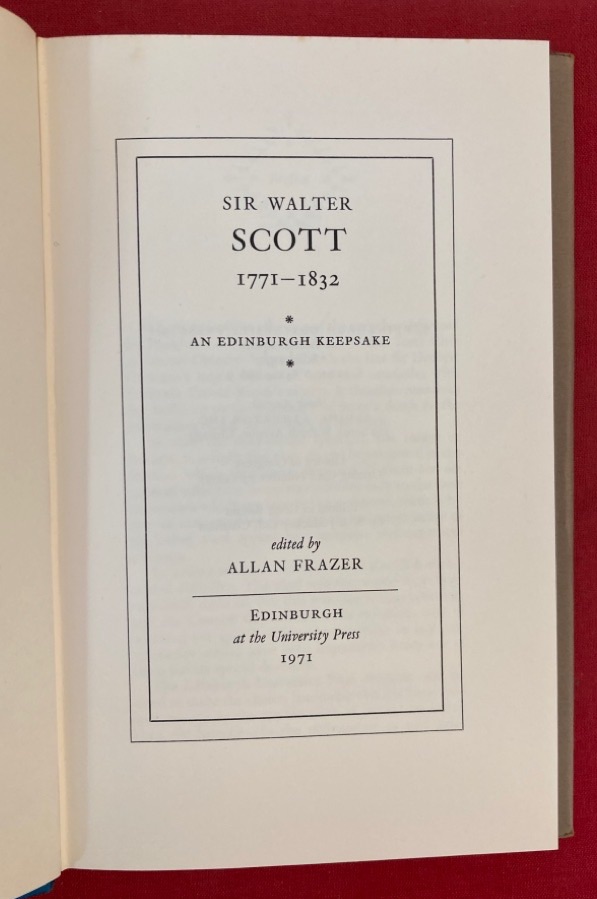 SIR WALTER
SCOTT
1771–1832
*
AN EDINBURGH KEEPSAKE
*
edited by
ALLAN FRAZER
EDINBURGH
at the University Press
1971